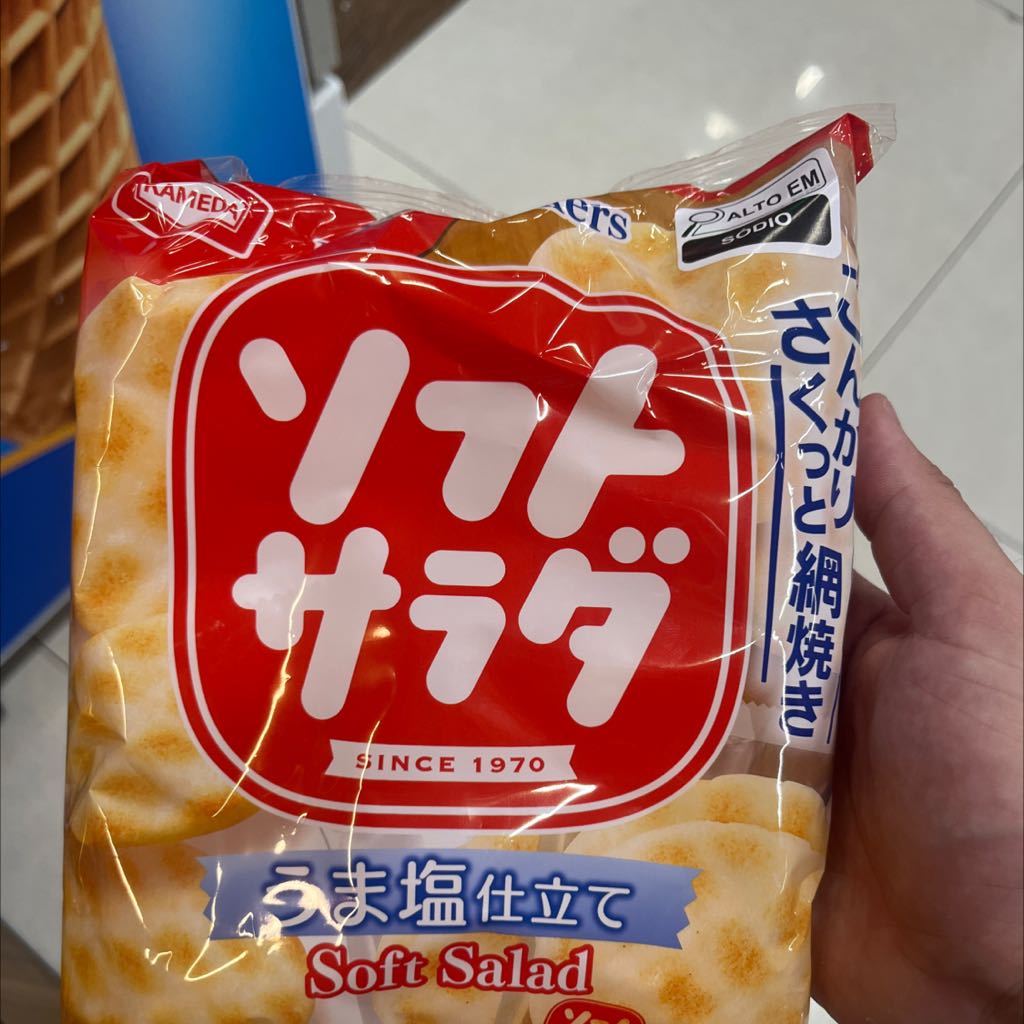 KAMEDA
ALTO EM
SÓDIO
ソフト
サラダ
SINCE 1970
こんがり
さくっと網焼き
うま塩仕立て
Soft Salad